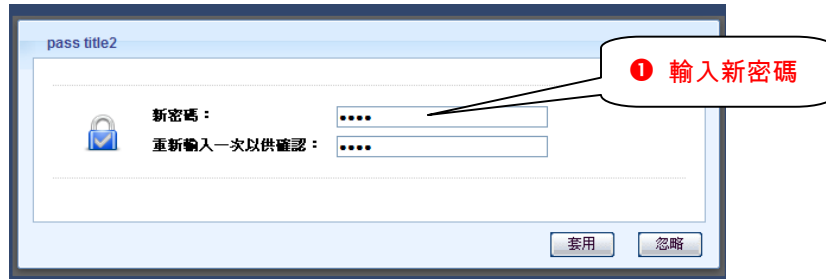 pass title2
❶ 輸入新密碼
新密碼：
重新輸入一次以供確認：
套用 忽略